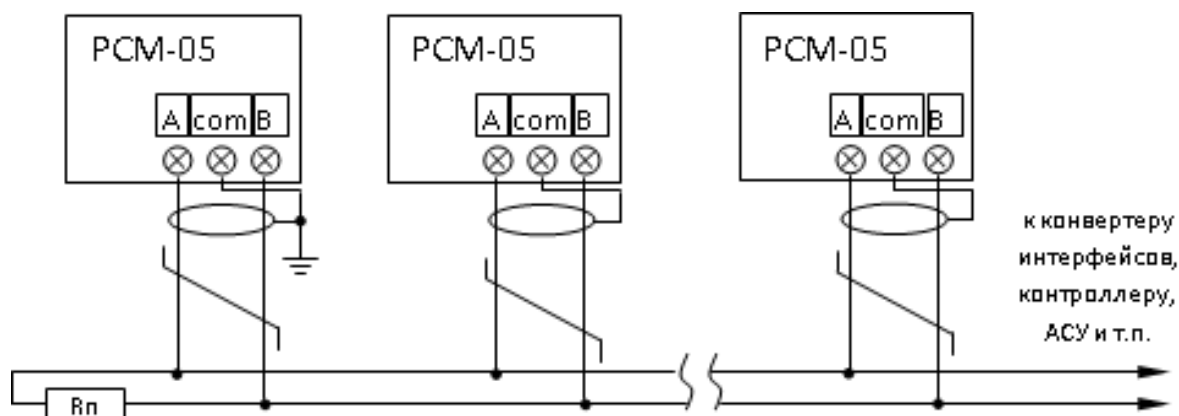 РСМ-05
A com B
РСМ-05
A com B
РСМ-05
A com B
к конвертеру
интерфейсов,
контроллеру,
АСУ и т.п.
Rп